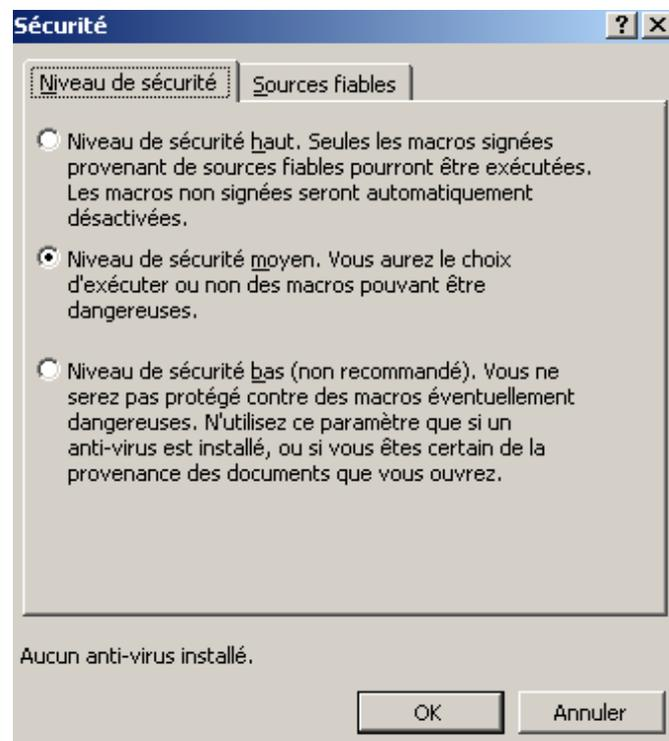 Sécurité
Niveau de sécurité
Sources fiables
Niveau de sécurité haut. Seules les macros signées
provenant de sources fiables pourront être exécutées.
Les macros non signées seront automatiquement
désactivées.
Niveau de sécurité moyen. Vous aurez le choix
d'exécuter ou non des macros pouvant être
dangereuses.
Niveau de sécurité bas (non recommandé). Vous ne
serez pas protégé contre des macros éventuellement
dangereuses. N'utilisez ce paramètre que si un
anti-virus est installé, ou si vous êtes certain de la
provenance des documents que vous ouvrez.
Aucun anti-virus installé.
OK
Annuler